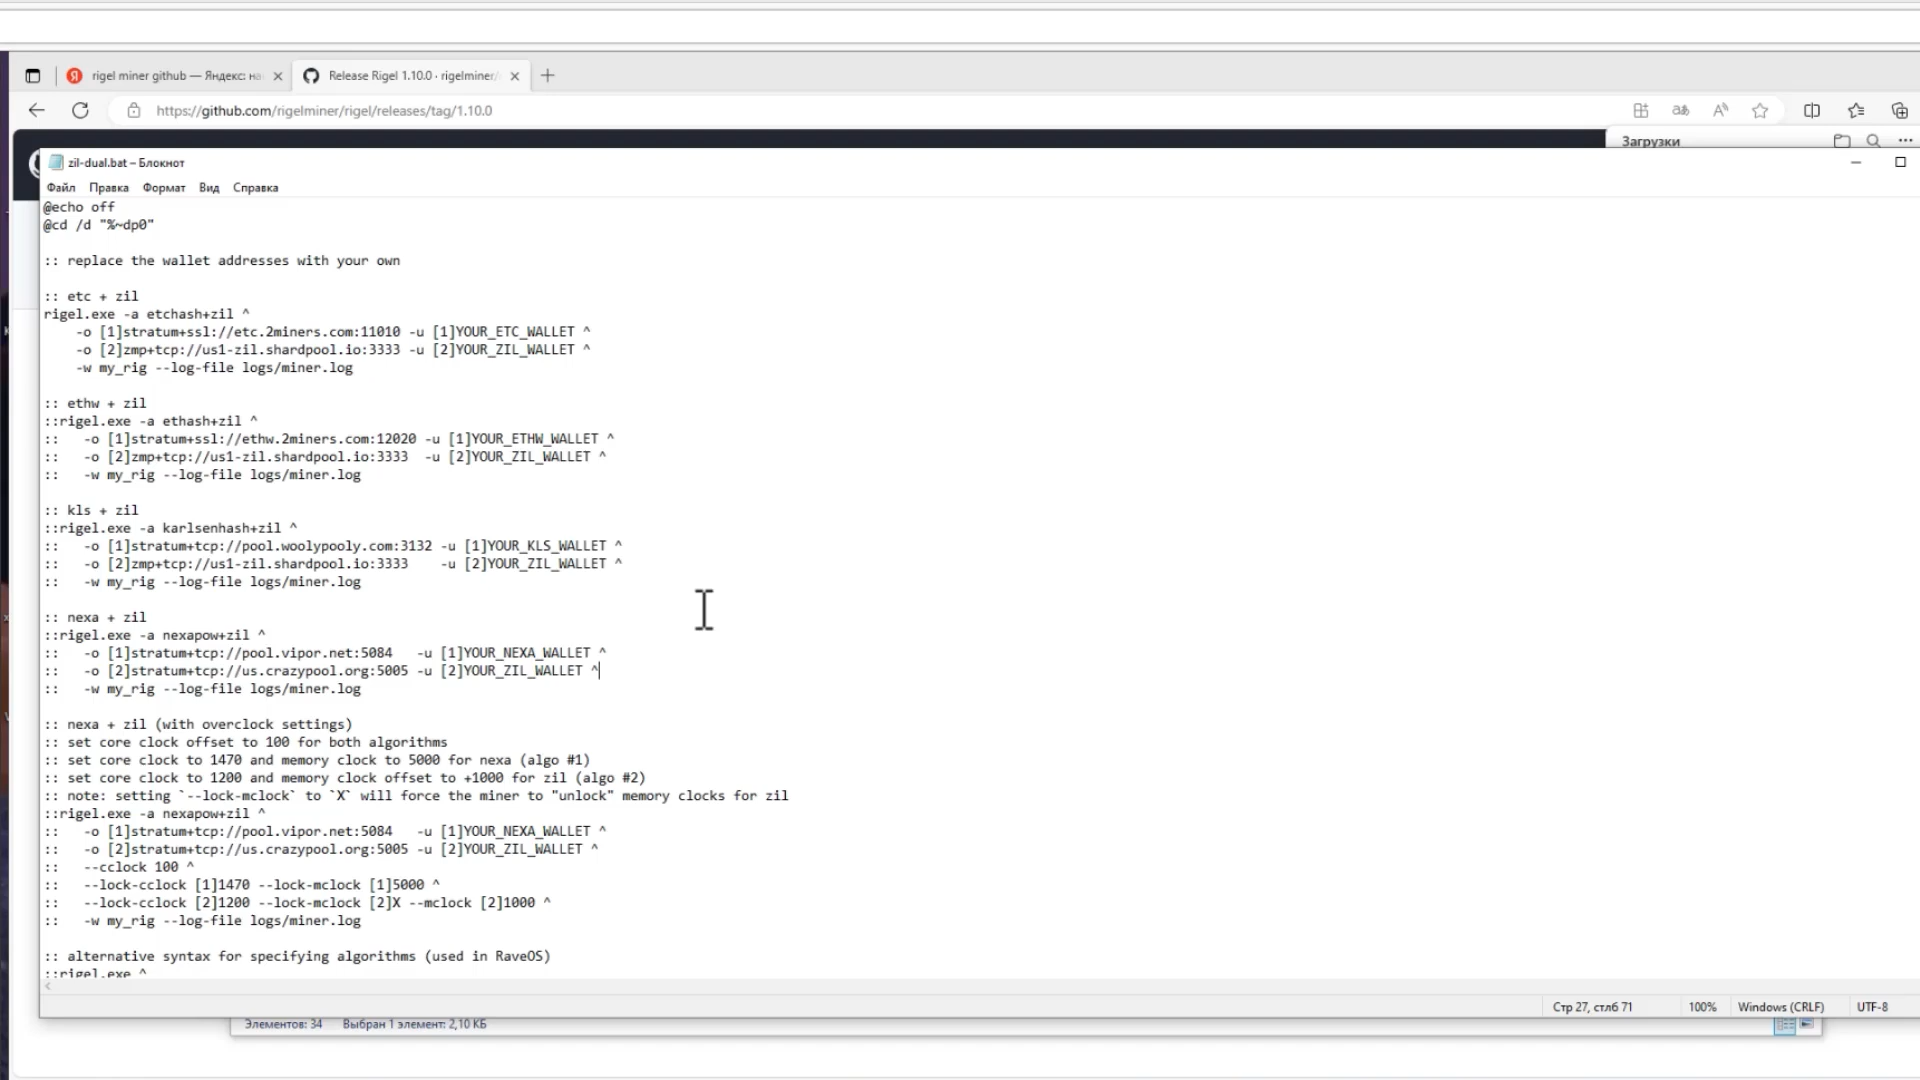 rigel miner github — Яндекс: на
Release Rigel 1.10.0 · rigelminer/
https://github.com/rigelminer/rigel/releases/tag/1.10.0
Загрузки
zil-dual.bat – Блокнот
Файл Правка Формат Вид Справка
@echo off
@cd /d "%~dp0"
:: replace the wallet addresses with your own
:: etc + zil
rigel.exe -a etchash+zil ^
-o [1]stratum+ssl://etc.2miners.com:11010 -u [1]YOUR_ETC_WALLET ^
-o [2]zmp+tcp://us1-zil.shardpool.io:3333 -u [2]YOUR_ZIL_WALLET ^
-w my_rig --log-file logs/miner.log
:: ethw + zil
::rigel.exe -a ethash+zil ^
:: -o [1]stratum+ssl://ethw.2miners.com:12020 -u [1]YOUR_ETHW_WALLET ^
:: -o [2]zmp+tcp://us1-zil.shardpool.io:3333 -u [2]YOUR_ZIL_WALLET ^
:: -w my_rig --log-file logs/miner.log
:: kls + zil
::rigel.exe -a karlsenhash+zil ^
:: -o [1]stratum+tcp://pool.woolypooly.com:3132 -u [1]YOUR_KLS_WALLET ^
:: -o [2]zmp+tcp://us1-zil.shardpool.io:3333 -u [2]YOUR_ZIL_WALLET ^
:: -w my_rig --log-file logs/miner.log
:: nexa + zil
::rigel.exe -a nexapow+zil ^
:: -o [1]stratum+tcp://pool.vipor.net:5084 -u [1]YOUR_NEXA_WALLET ^
:: -o [2]stratum+tcp://us.crazypool.org:5005 -u [2]YOUR_ZIL_WALLET ^
:: -w my_rig --log-file logs/miner.log
:: nexa + zil (with overclock settings)
:: set core clock offset to 100 for both algorithms
:: set core clock to 1470 and memory clock to 5000 for nexa (algo #1)
:: set core clock to 1200 and memory clock offset to +1000 for zil (algo #2)
:: note: setting `--lock-mclock` to `X` will force the miner to "unlock" memory clocks for zil
::rigel.exe -a nexapow+zil ^
:: -o [1]stratum+tcp://pool.vipor.net:5084 -u [1]YOUR_NEXA_WALLET ^
:: -o [2]stratum+tcp://us.crazypool.org:5005 -u [2]YOUR_ZIL_WALLET ^
:: --cclock 100 ^
:: --lock-cclock [1]1470 --lock-mclock [1]5000 ^
:: --lock-cclock [2]1200 --lock-mclock [2]X --mclock [2]1000 ^
:: -w my_rig --log-file logs/miner.log
:: alternative syntax for specifying algorithms (used in RaveOS)
::rigel.exe ^
Стр 27, стлб 71 100% Windows (CRLF) UTF-8
Элементов: 34 Выбран 1 элемент: 2,10 КБ